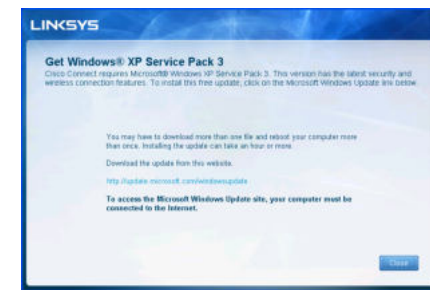 LINKSYS
Get Windows® XP Service Pack 3
Cisco Connect requires Microsoft® Windows XP Service Pack 3. This version has the latest security and
wireless connection features. To install this free update, click on the Microsoft Windows Update link below.
You may have to download more than one file and reboot your computer more
than once. Installing the update can take an hour or more.
Download the update from this website.
http://update.microsoft.com/windowsupdate
To access the Microsoft Windows Update site, your computer must be
connected to the Internet.
Close